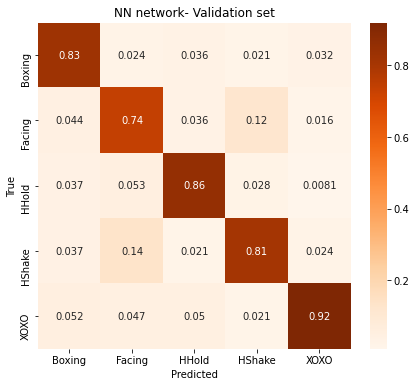 NN network- Validation set
Boxing 0.83 0.024 0.036 0.021 0.032
Facing 0.044 0.74 0.036 0.12 0.016
HHold 0.037 0.053 0.86 0.028 0.0081
HShake 0.037 0.14 0.021 0.81 0.024
XOXO 0.052 0.047 0.05 0.021 0.92
True
Boxing Facing HHold HShake XOXO
Predicted
0.8
0.6
0.4
0.2